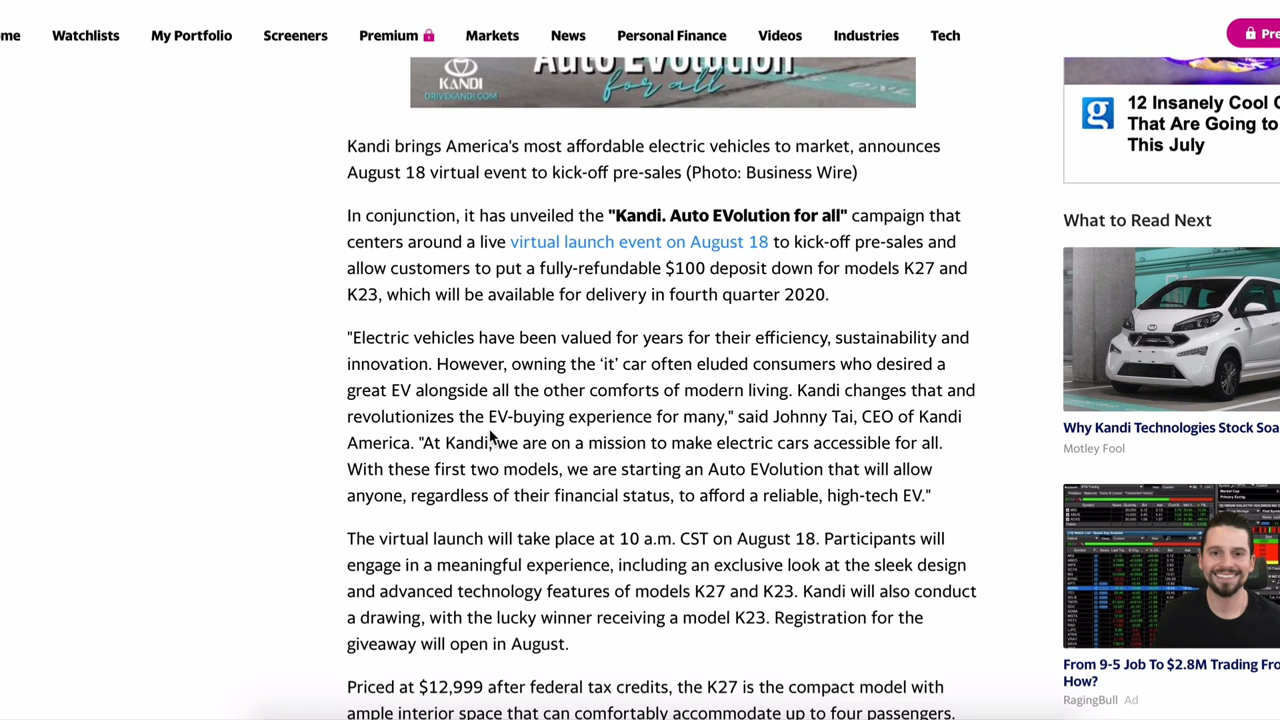 Watchlists
My Portfolio
Screeners
Premium
Markets
News
Personal Finance
Videos
Industries
Tech
Auto EVolution
for all
KANDI
DRIVEKANDI.COM
Kandi brings America's most affordable electric vehicles to market, announces
August 18 virtual event to kick-off pre-sales (Photo: Business Wire)
In conjunction, it has unveiled the "Kandi. Auto EVolution for all" campaign that
centers around a live virtual launch event on August 18 to kick-off pre-sales and
allow customers to put a fully-refundable $100 deposit down for models K27 and
K23, which will be available for delivery in fourth quarter 2020.
"Electric vehicles have been valued for years for their efficiency, sustainability and
innovation. However, owning the ‘it’ car often eluded consumers who desired a
great EV alongside all the other comforts of modern living. Kandi changes that and
revolutionizes the EV-buying experience for many," said Johnny Tai, CEO of Kandi
America. "At Kandi, we are on a mission to make electric cars accessible for all.
With these first two models, we are starting an Auto EVolution that will allow
anyone, regardless of their financial status, to afford a reliable, high-tech EV."
The virtual launch will take place at 10 a.m. CST on August 18. Participants will
engage in a meaningful experience, including an exclusive look at the sleek design
and advanced technology features of models K27 and K23. Kandi will also conduct
a drawing, with the lucky winner receiving a model K23. Registration for the
giveaway will open in August.
Priced at $12,999 after federal tax credits, the K27 is the compact model with
ample interior space that can comfortably accommodate up to four passengers.
g
12 Insanely Cool
That Are Going to
This July
What to Read Next
Why Kandi Technologies Stock Soa
Motley Fool
From 9-5 Job To $2.8M Trading Fro
How?
RagingBull Ad